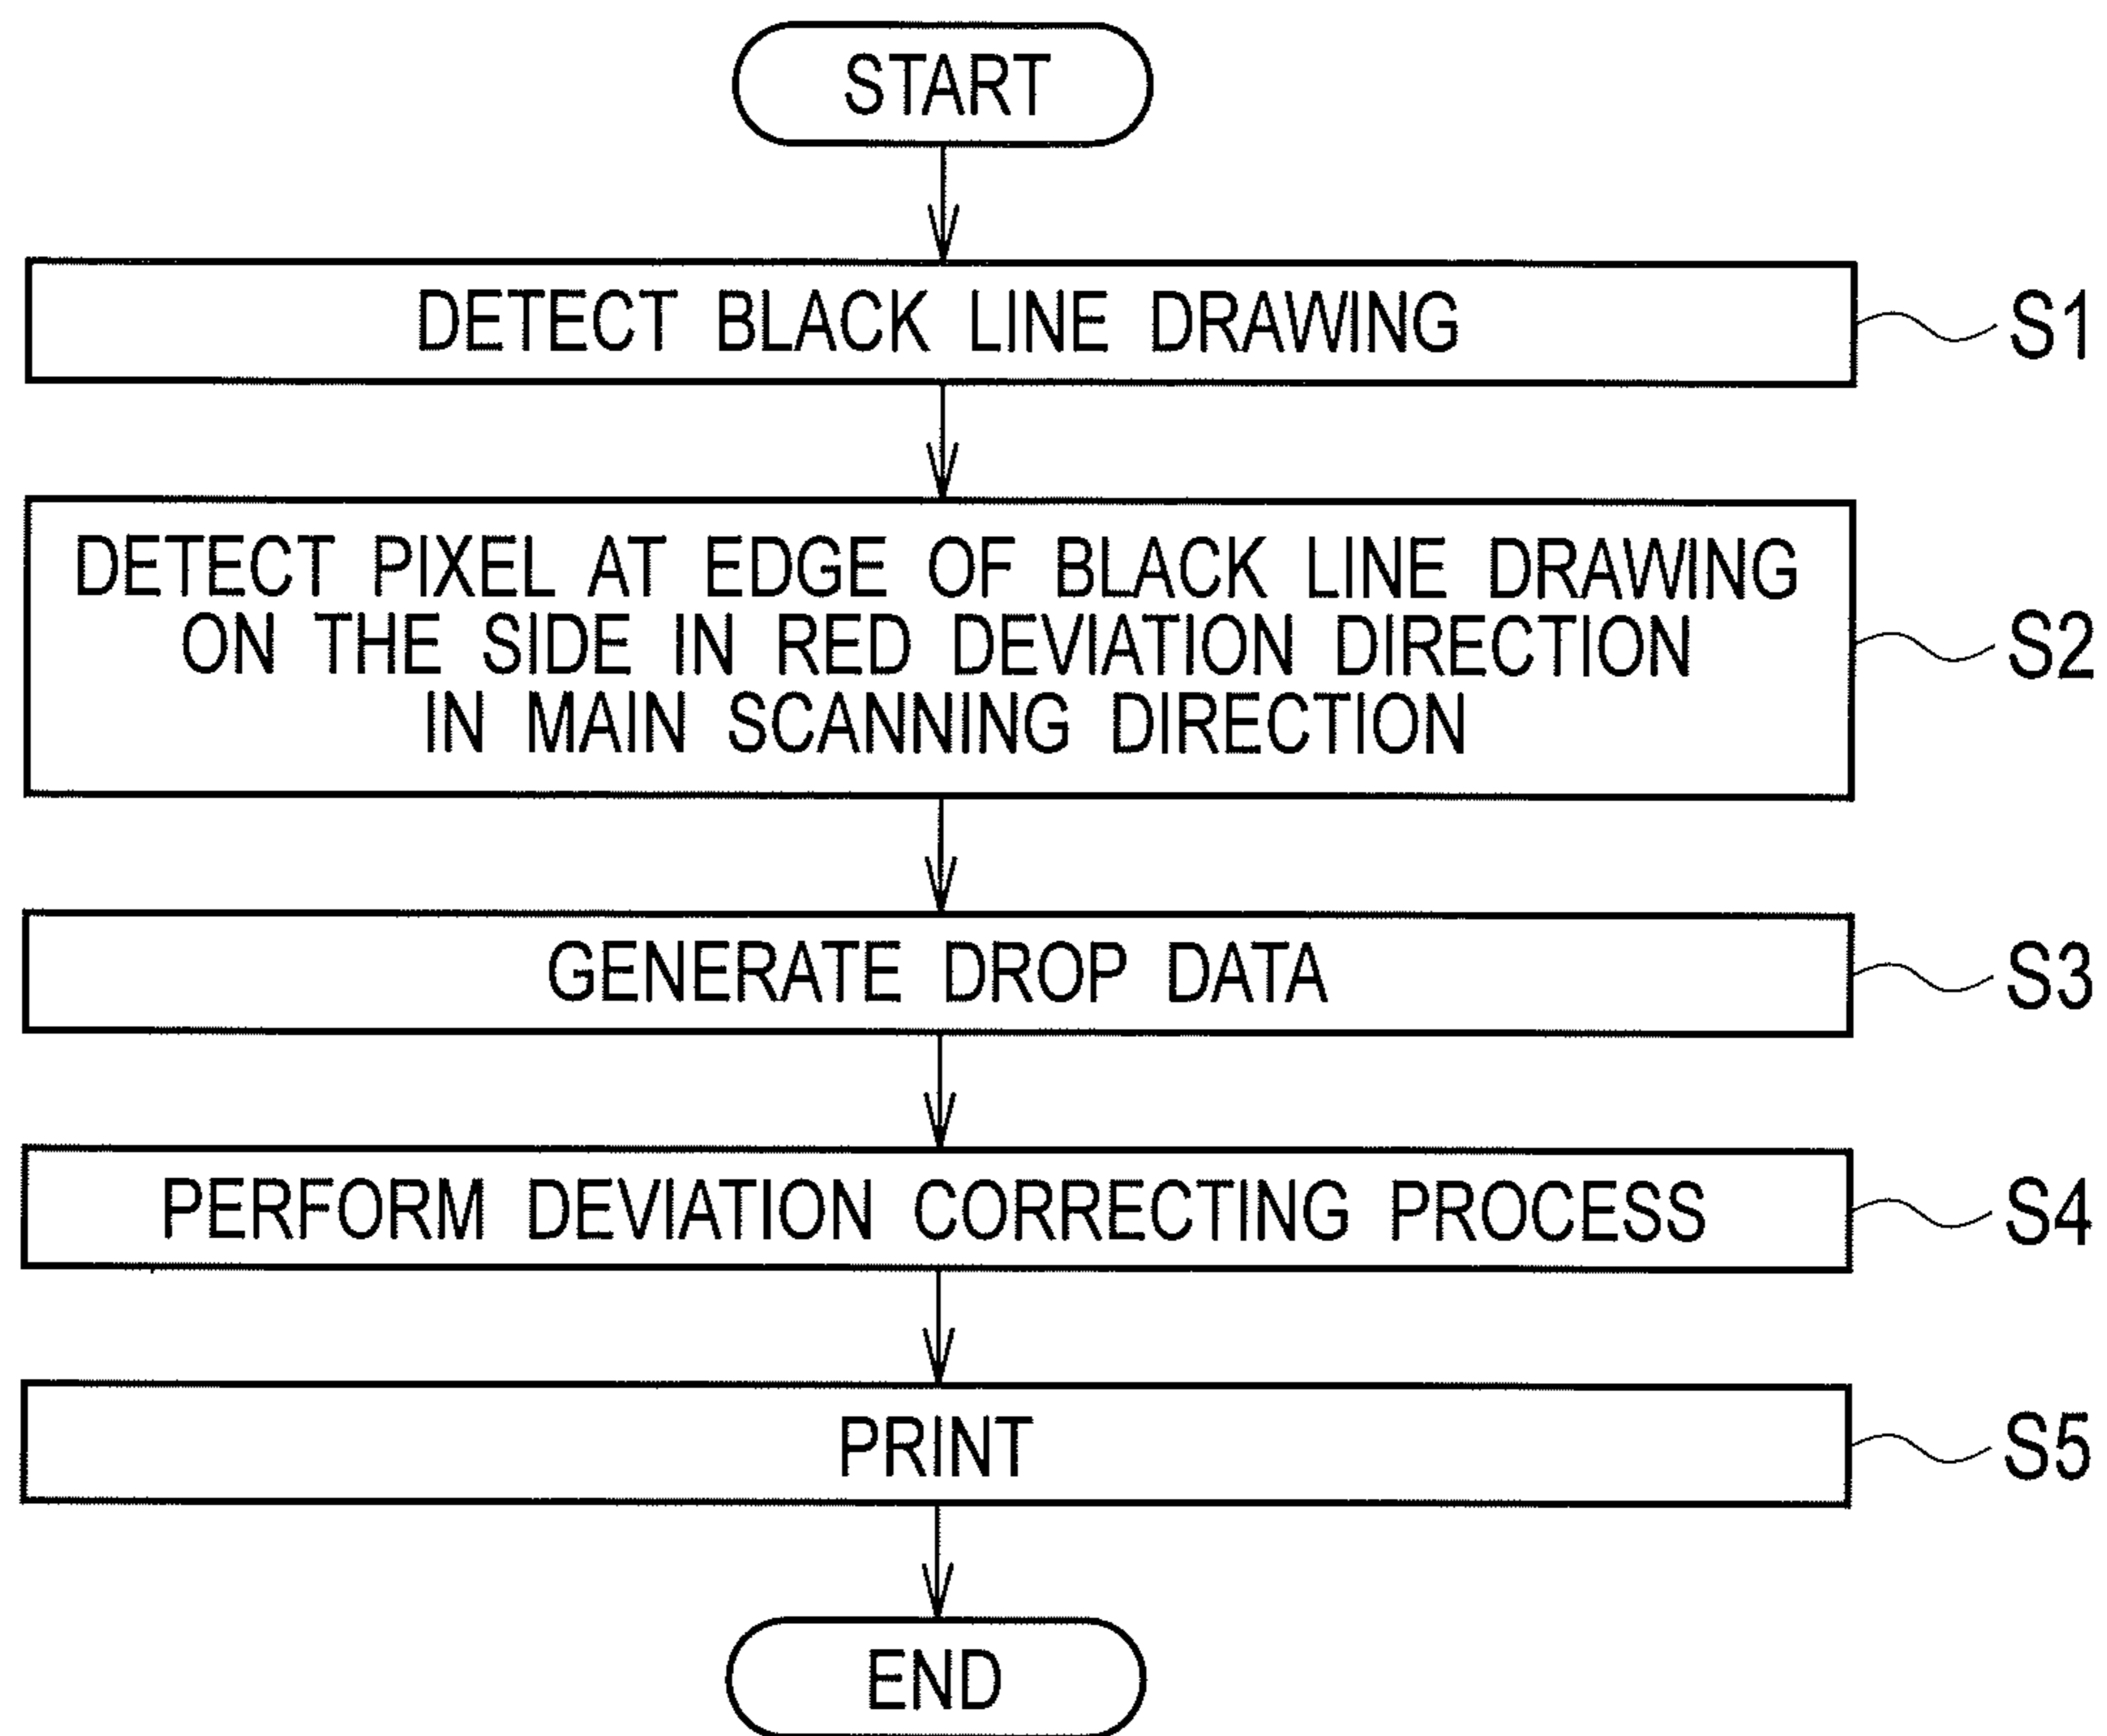 START
DETECT BLACK LINE DRAWING
S1
DETECT PIXEL AT EDGE OF BLACK LINE DRAWING
ON THE SIDE IN RED DEVIATION DIRECTION
IN MAIN SCANNING DIRECTION
S2
GENERATE DROP DATA
S3
PERFORM DEVIATION CORRECTING PROCESS
S4
PRINT
S5
END